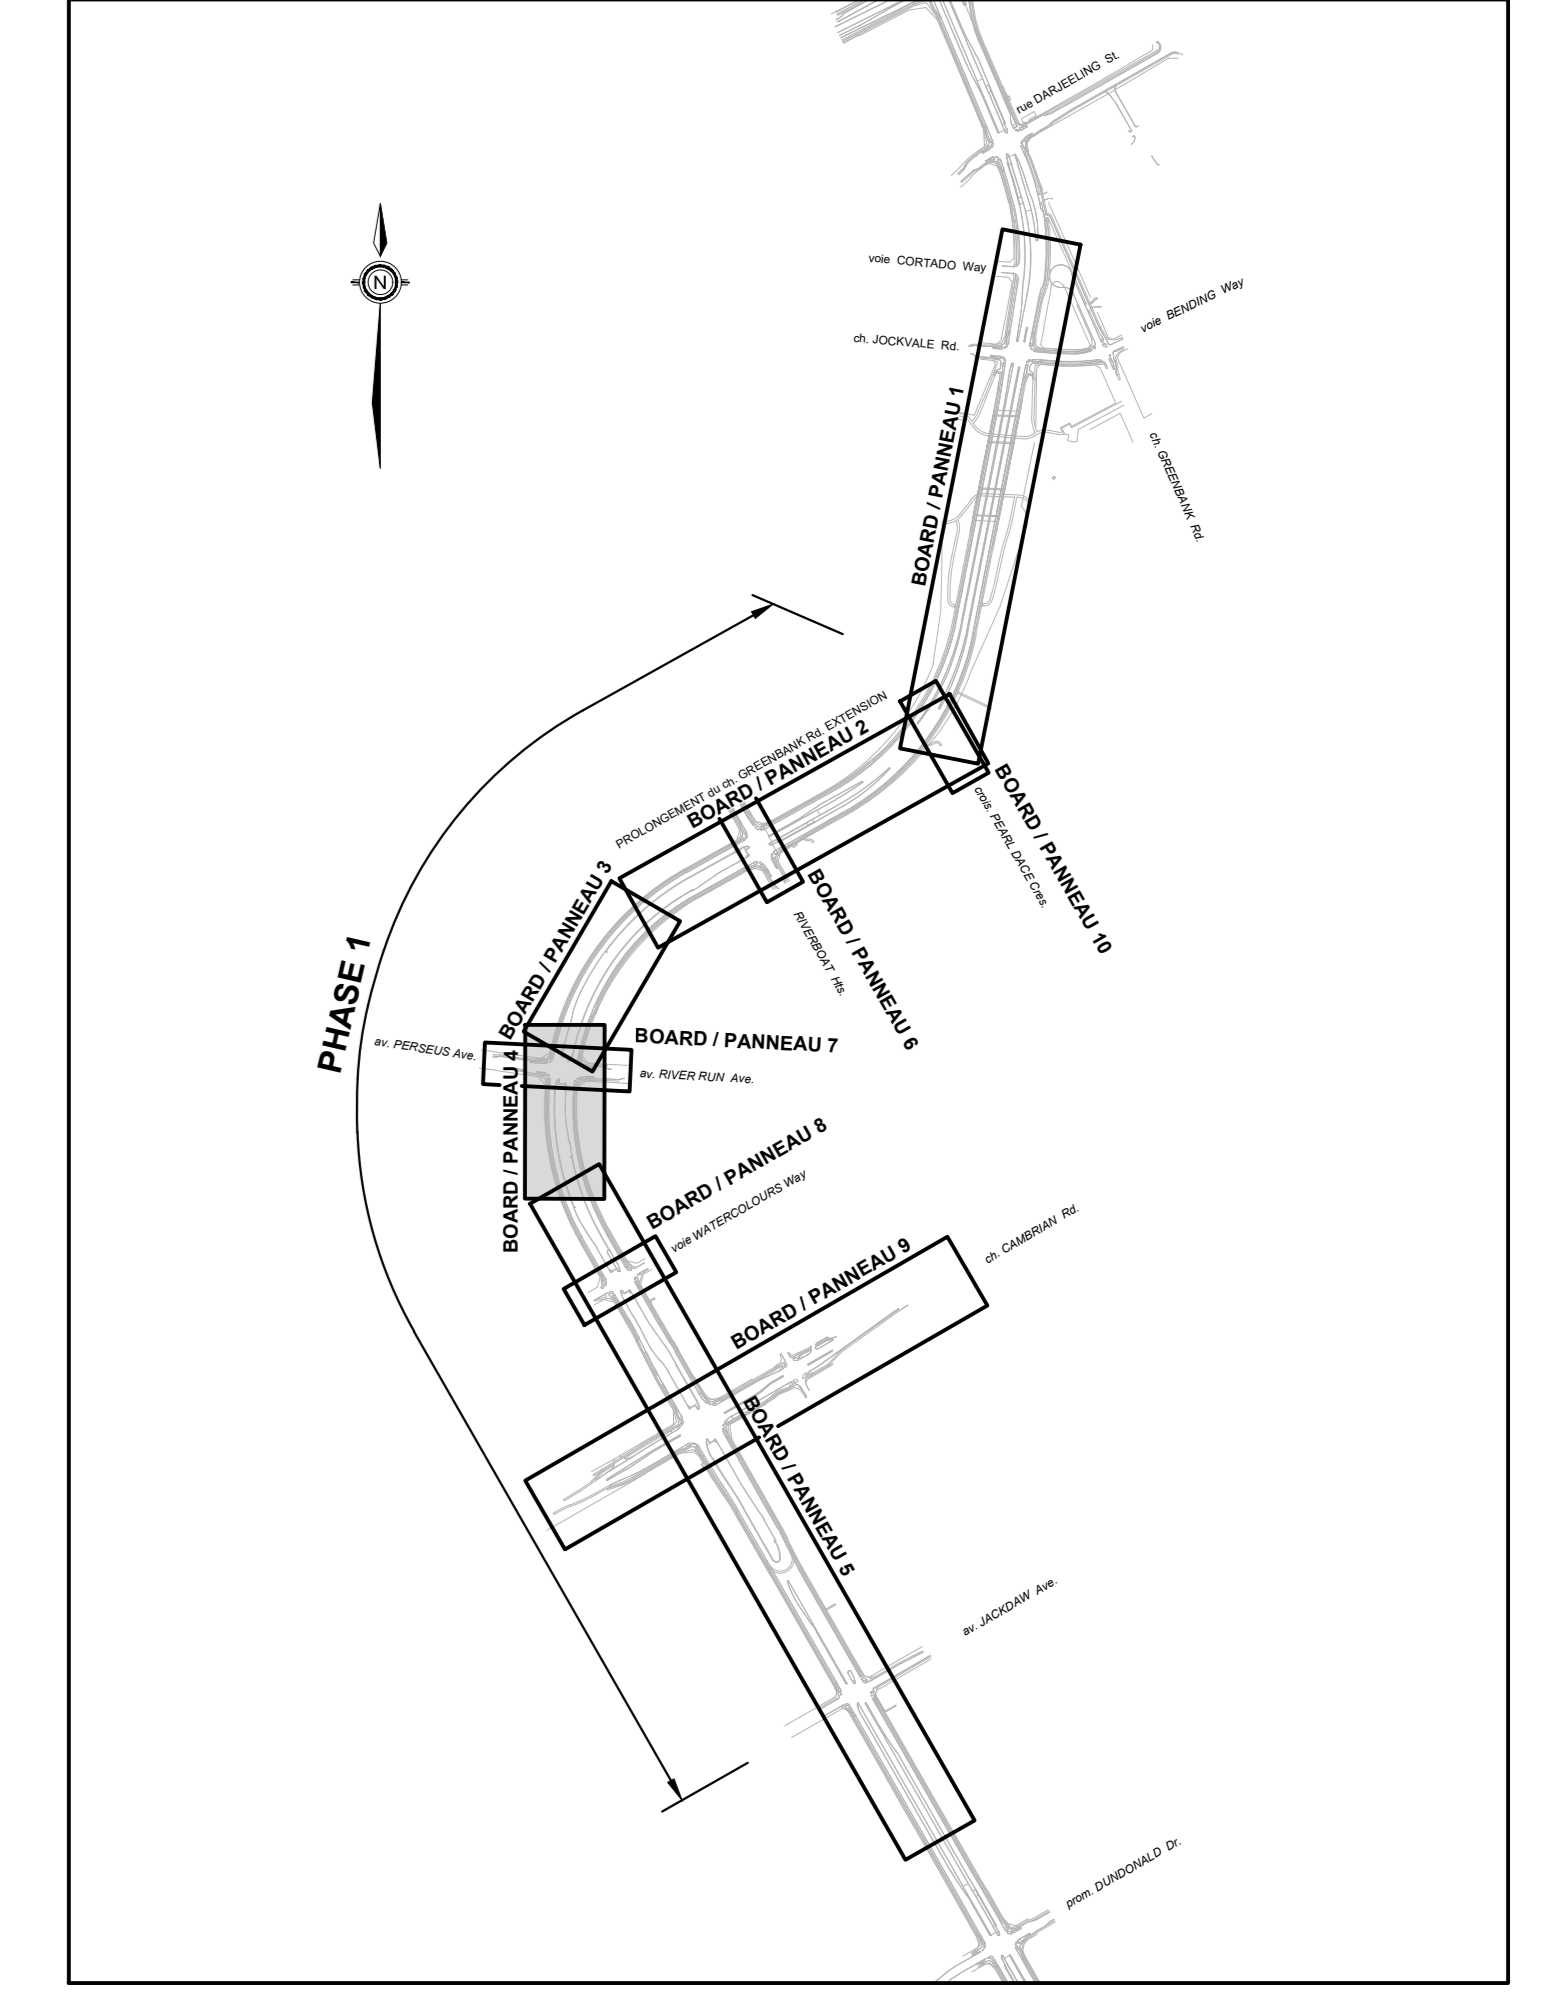 rue DARJEELING St.
N
voie CORTADO Way
voie BENDING Way
ch. JOCKVALE Rd.
BOARD / PANNEAU 1
ch. GREENBANK Rd.
PROLONGEMENT du ch. GREENBANK Rd. EXTENSION
BOARD / PANNEAU 2
BOARD / PANNEAU 10
crois. PEARL DACE Cres.
BOARD / PANNEAU 3
BOARD / PANNEAU 6
RIVERBOAT Hts.
PHASE 1
BOARD / PANNEAU 7
av. PERSEUS Ave.
av. RIVER RUN Ave.
BOARD / PANNEAU 4
BOARD / PANNEAU 8
voie WATERCOLOURS Way
BOARD / PANNEAU 9
ch. CAMBRIAN Rd.
BOARD / PANNEAU 5
av. JACKDAW Ave.
prom. DUNDONALD Dr.